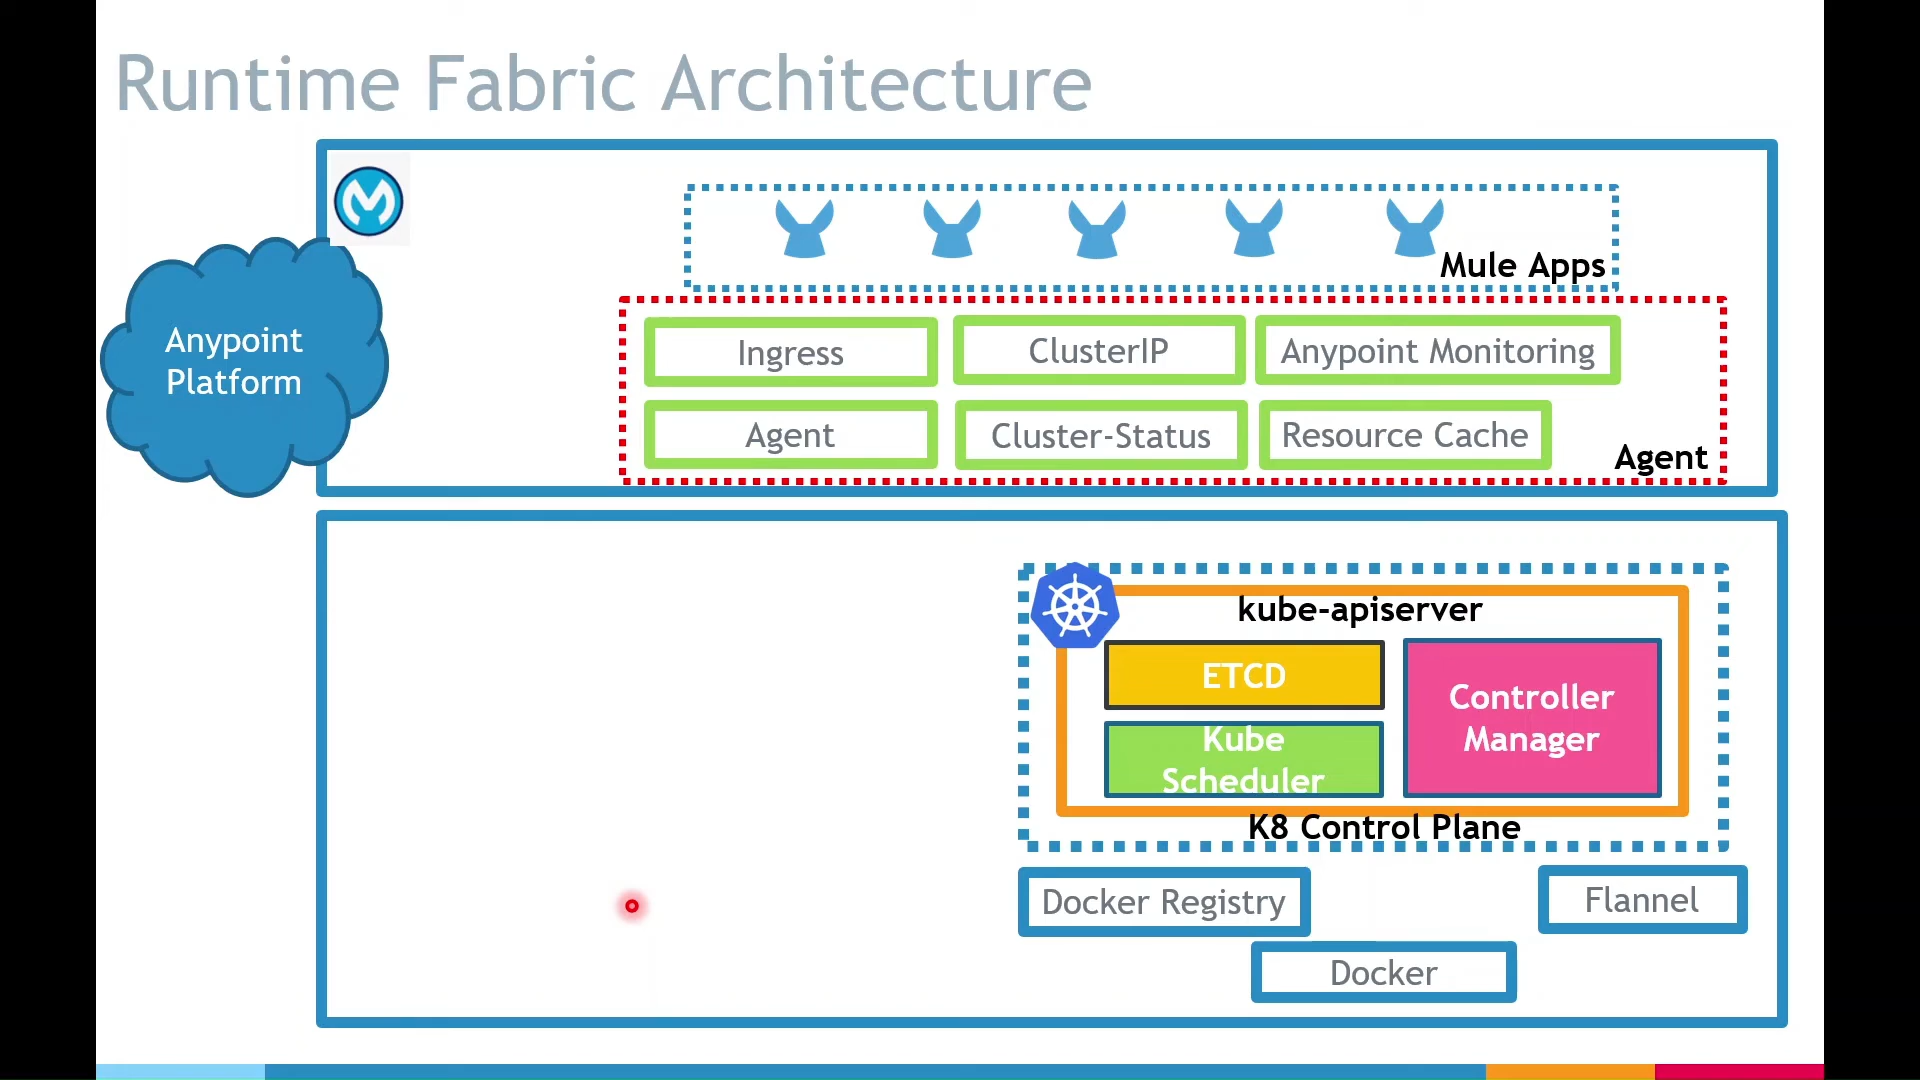 Runtime Fabric Architecture
Anypoint
Platform
Mule Apps
Ingress
ClusterIP
Anypoint Monitoring
Agent
Cluster-Status
Resource Cache
Agent
kube-apiserver
ETCD
Kube
Scheduler
Controller
Manager
K8 Control Plane
Docker Registry
Flannel
Docker